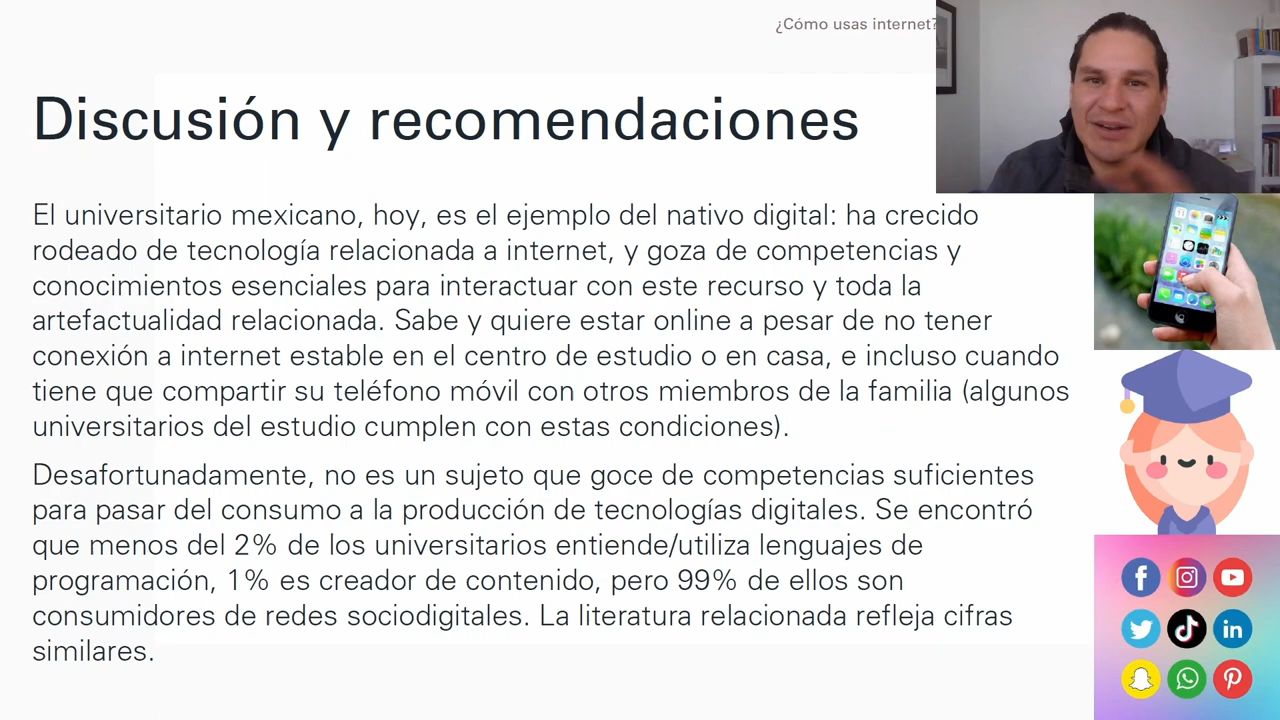 ¿Cómo usas internet?
Discusión y recomendaciones
El universitario mexicano, hoy, es el ejemplo del nativo digital: ha crecido
rodeado de tecnología relacionada a internet, y goza de competencias y
conocimientos esenciales para interactuar con este recurso y toda la
artefactualidad relacionada. Sabe y quiere estar online a pesar de no tener
conexión a internet estable en el centro de estudio o en casa, e incluso cuando
tiene que compartir su teléfono móvil con otros miembros de la familia (algunos
universitarios del estudio cumplen con estas condiciones).
Desafortunadamente, no es un sujeto que goce de competencias suficientes
para pasar del consumo a la producción de tecnologías digitales. Se encontró
que menos del 2% de los universitarios entiende/utiliza lenguajes de
programación, 1% es creador de contenido, pero 99% de ellos son
consumidores de redes sociodigitales. La literatura relacionada refleja cifras
similares.